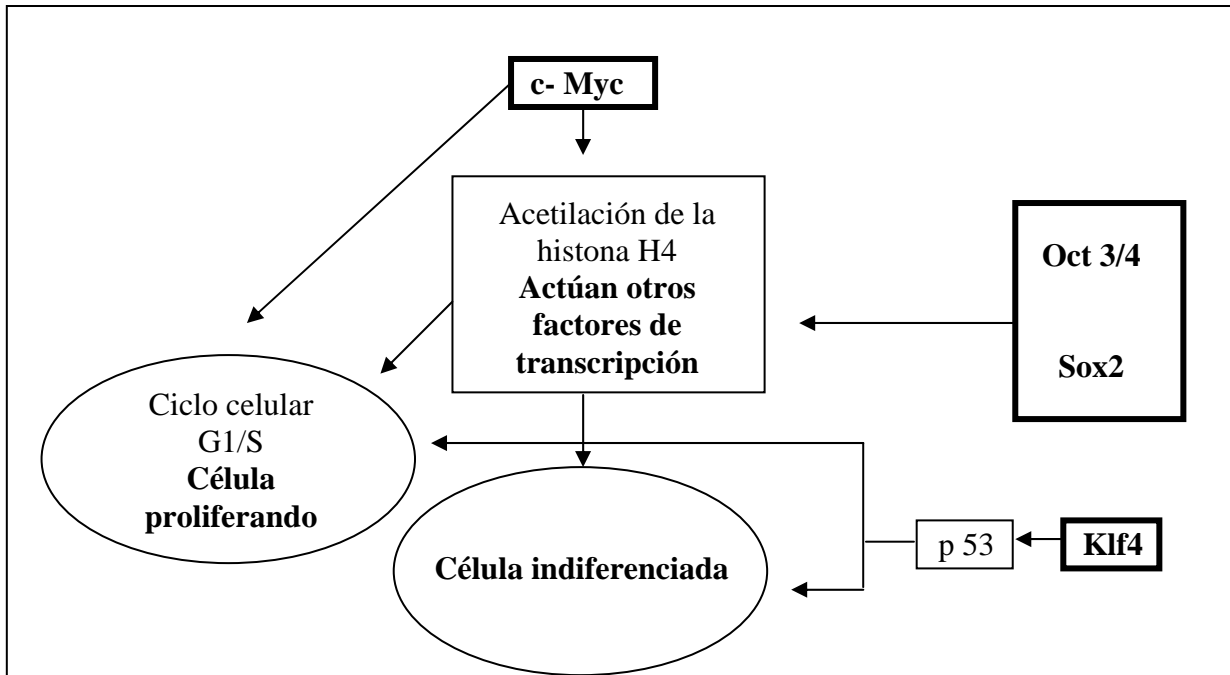 c- Myc
Acetilación de la
histona H4
Actúan otros
factores de
transcripción
Oct 3/4
Sox2
Ciclo celular
G1/S
Célula
proliferando
Célula indiferenciada
p 53
Klf4